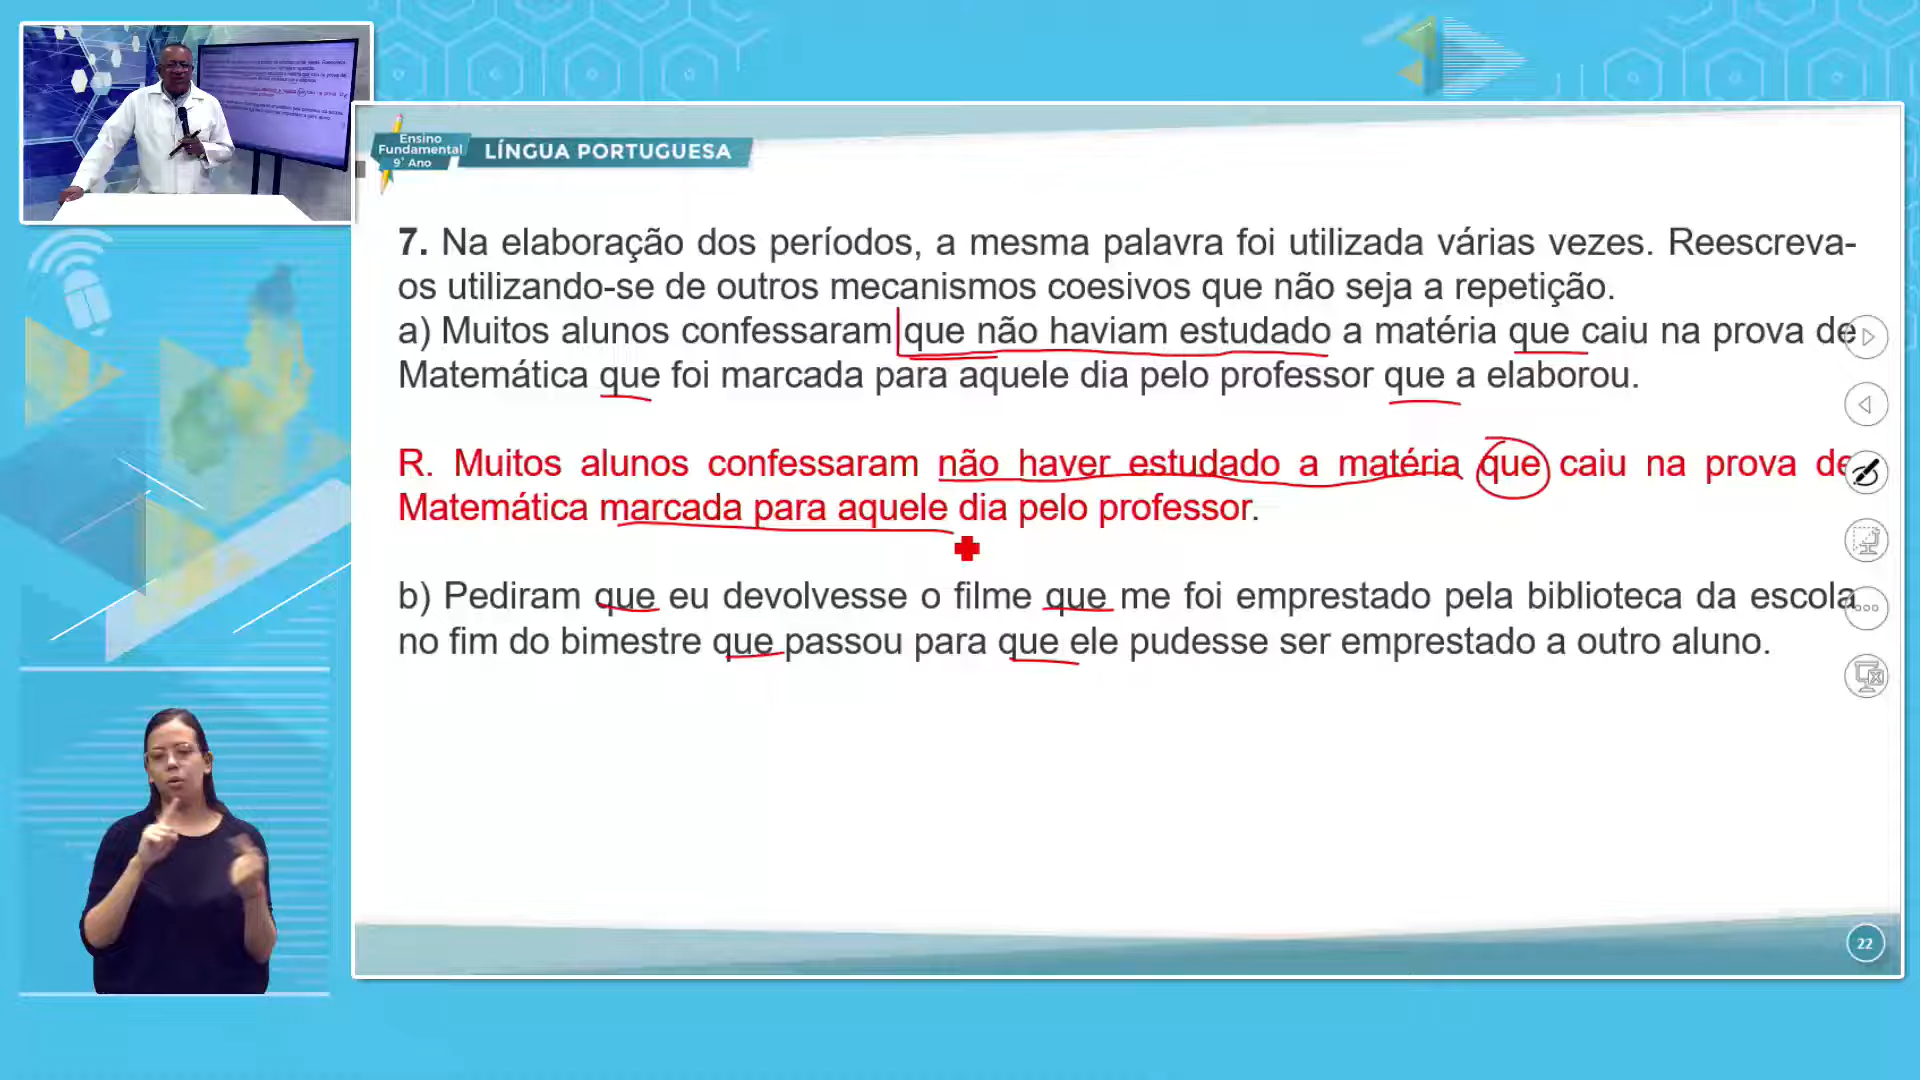 Ensino
Fundamental
9° Ano
LÍNGUA PORTUGUESA
7. Na elaboração dos períodos, a mesma palavra foi utilizada várias vezes. Reescreva-
os utilizando-se de outros mecanismos coesivos que não seja a repetição.
a) Muitos alunos confessaram que não haviam estudado a matéria que caiu na prova de
Matemática que foi marcada para aquele dia pelo professor que a elaborou.
R. Muitos alunos confessaram não haver estudado a matéria que caiu na prova de
Matemática marcada para aquele dia pelo professor.
b) Pediram que eu devolvesse o filme que me foi emprestado pela biblioteca da escola
no fim do bimestre que passou para que ele pudesse ser emprestado a outro aluno.
22